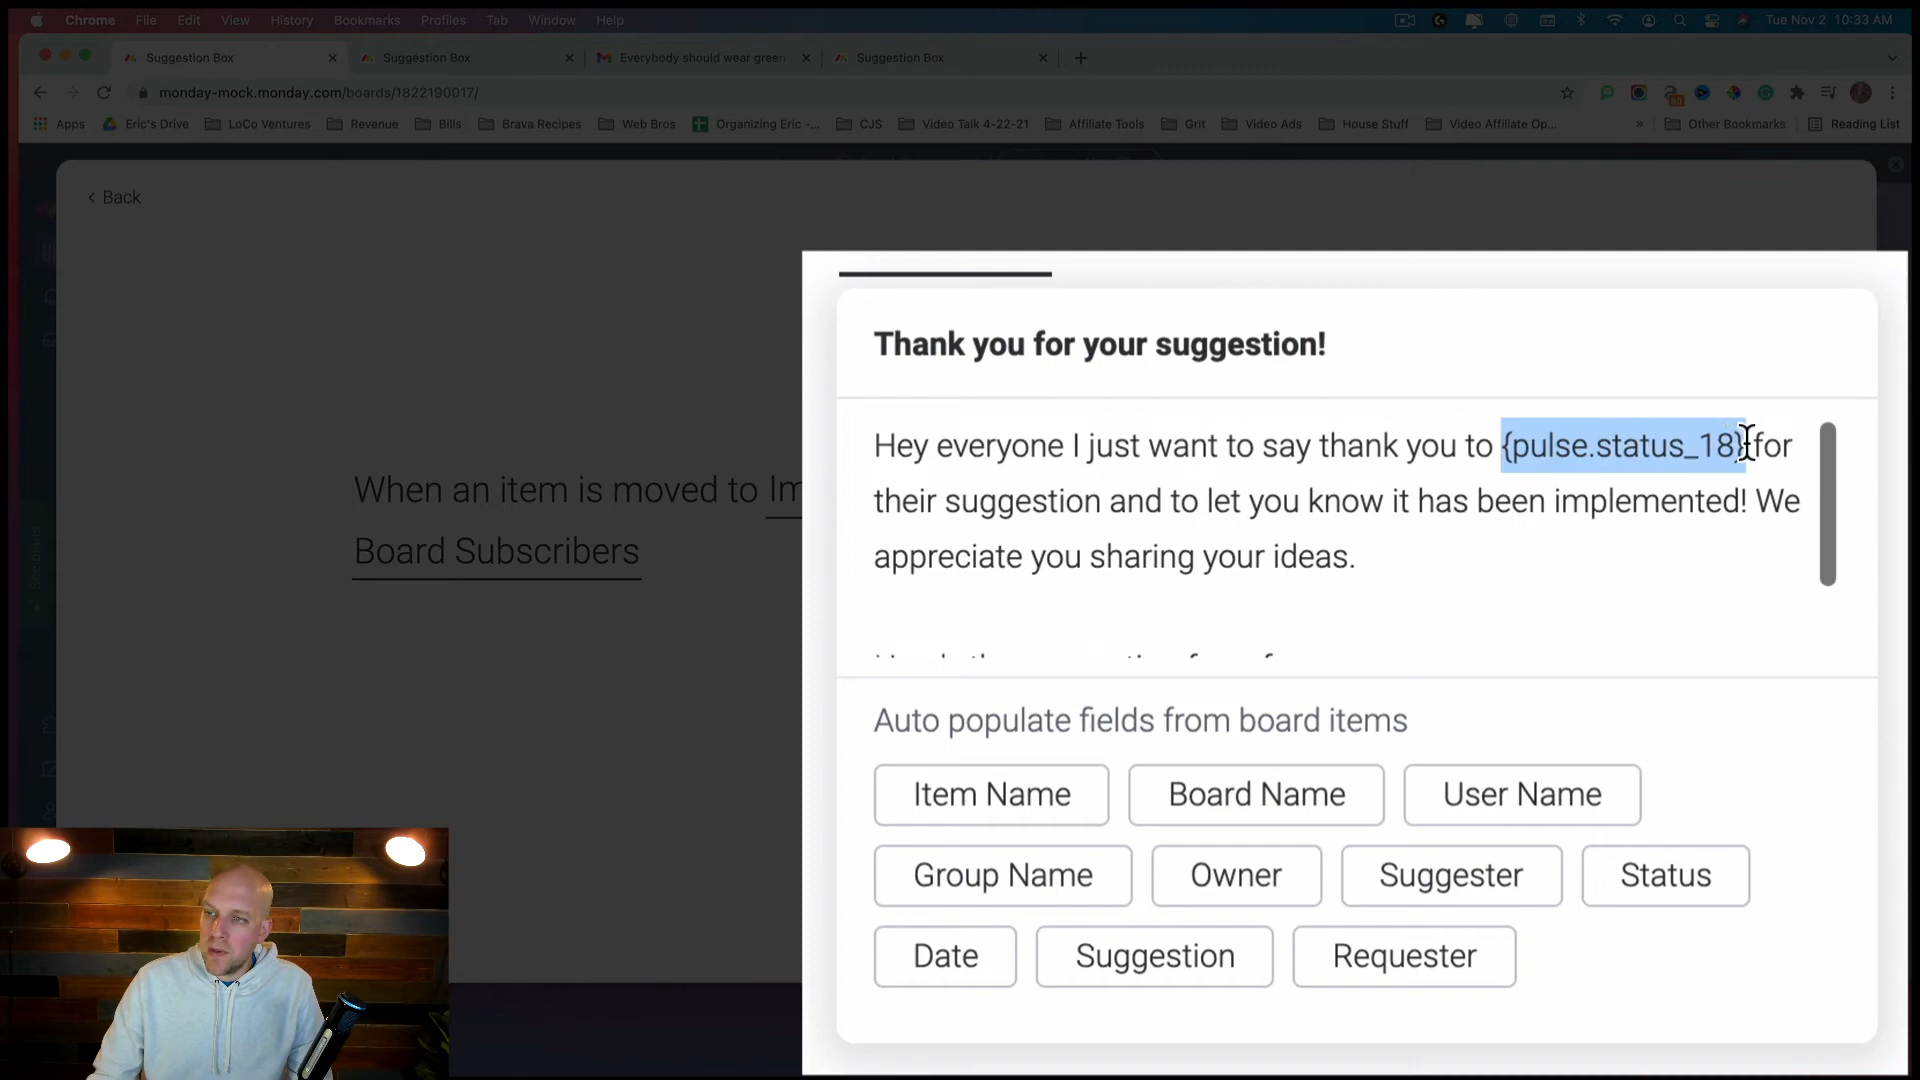 Chrome File Edit View History Bookmarks Profiles Tab Window Help Tue Nov 2 10:33 AM
Suggestion Box Suggestion Box Everybody should wear green Suggestion Box
monday-mock.monday.com/boards/1822190017/
Apps Eric's Drive LoCo Ventures Revenue Bills Brava Recipes Web Bros Organizing Eric -... CJS Video Talk 4-22-21 Affiliate Tools Grit Video Ads House Stuff Video Affiliate Op... » Other Bookmarks Reading List
< Back
When an item is moved to Im
Board Subscribers
Thank you for your suggestion!
Hey everyone I just want to say thank you to {pulse.status_18} for
their suggestion and to let you know it has been implemented! We
appreciate you sharing your ideas.
Auto populate fields from board items
Item Name Board Name User Name
Group Name Owner Suggester Status
Date Suggestion Requester